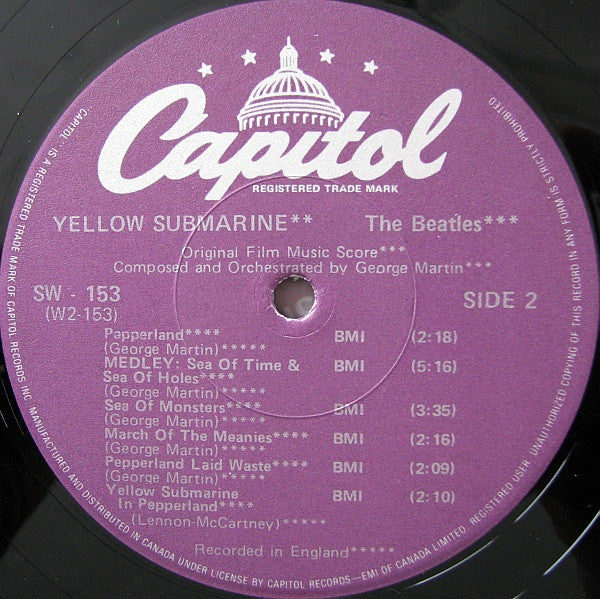 Capitol
REGISTERED TRADE MARK
YELLOW SUBMARINE** The Beatles***
Original Film Music Score***
Composed and Orchestrated by George Martin***
SW - 153 SIDE 2
(W2-153)
Papperland**** BMI (2:18)
(George Martin)*****
MEDLEY: Sea Of Time & BMI (5:16)
Sea Of Holes****
(George Martin)*****
Sea Of Monsters**** BMI (3:35)
(George Martin)*****
March Of The Meanies**** BMI (2:16)
(George Martin)*****
Pepperland Laid Waste**** BMI (2:09)
(George Martin)*****
Yellow Submarine BMI (2:10)
In Pepperland****
(Lennon-McCartney)*****
Recorded in England*****
"CAPITOL" IS A REGISTERED TRADE MARK OF CAPITOL RECORDS INC. MANUFACTURED AND DISTRIBUTED IN CANADA UNDER LICENSE BY CAPITOL RECORDS—EMI OF CANADA LIMITED. REGISTERED USER. UNAUTHORIZED COPYING OF THIS RECORD IN ANY FORM IS STRICTLY PROHIBITED